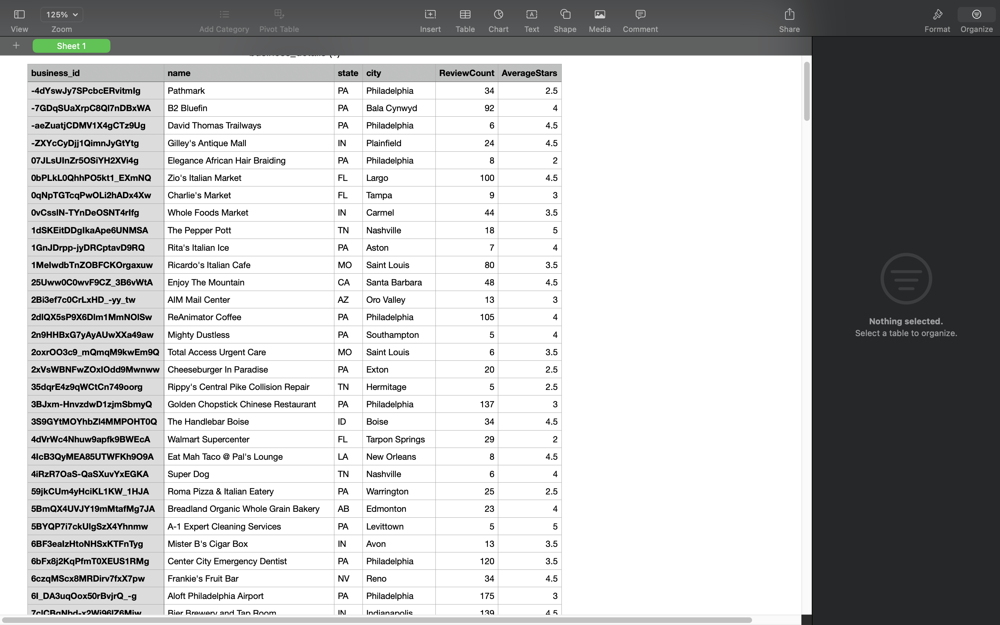 125%
View Zoom Add Category Pivot Table Insert Table Chart Text Shape Media Comment Share Format Organize
Sheet 1
business_id name state city ReviewCount AverageStars
-4dYswJy7SPcbcERvitmIg Pathmark PA Philadelphia 34 2.5
-7GDqSUaXrpC8Ql7nDBxWA B2 Bluefin PA Bala Cynwyd 92 4
-aeZuatjCDMV1X4gCTz9Ug David Thomas Trailways PA Philadelphia 6 4.5
-ZXYcCyDjj1QimnJyGtYtg Gilley's Antique Mall IN Plainfield 24 4.5
07JLsUInZr5OSiYH2XVi4g Elegance African Hair Braiding PA Philadelphia 8 2
0bPLkL0QhhPO5kt1_EXmNQ Zio's Italian Market FL Largo 100 4.5
0qNpTGTcqPwOLi2hADx4Xw Charlie's Market FL Tampa 9 3
0vCssIN-TYnDeOSNT4rIfg Whole Foods Market IN Carmel 44 3.5
1dSKEitDDgIkaApe6UNMSA The Pepper Pott TN Nashville 18 5
1GnJDrpp-jyDRCptavD9RQ Rita's Italian Ice PA Aston 7 4
1MeIwdbTnZOBFCKOrgaxuw Ricardo's Italian Cafe MO Saint Louis 80 3.5
25Uww0C0wvF9CZ_3B6vWtA Enjoy The Mountain CA Santa Barbara 48 4.5
2Bi3ef7c0CrLxHD_-yy_tw AIM Mail Center AZ Oro Valley 13 3
2dlQX5sP9X6Dlm1MmNOlSw ReAnimator Coffee PA Philadelphia 105 4
2n9HHBxG7yAyAUwXXa49aw Mighty Dustless PA Southampton 5 4
2oxrOO3c9_mQmqM9kwEm9Q Total Access Urgent Care MO Saint Louis 6 3.5
2xVsWBNFwZOxIOdd9Mwnww Cheeseburger In Paradise PA Exton 20 2.5
35dqrE4z9qWCtCn749oorg Rippy's Central Pike Collision Repair TN Hermitage 5 2.5
3BJxm-HnvzdwD1zjmSbmyQ Golden Chopstick Chinese Restaurant PA Philadelphia 137 3
3S9GYtMOYhbZI4MMPOHT0Q The Handlebar Boise ID Boise 34 4.5
4dVrWc4Nhuw9apfk9BWEcA Walmart Supercenter FL Tarpon Springs 29 2
4IcB3QyMEA85UTWFKh9O9A Eat Mah Taco @ Pal's Lounge LA New Orleans 8 4.5
4iRzR7OaS-QaSXuvYxEGKA Super Dog TN Nashville 6 4
59jkCUm4yHciKL1KW_1HJA Roma Pizza & Italian Eatery PA Warrington 25 2.5
5BmQX4UVJY19mMtafMg7JA Breadland Organic Whole Grain Bakery AB Edmonton 23 4
5BYQP7i7ckUlgSzX4Yhnmw A-1 Expert Cleaning Services PA Levittown 5 5
6BF3eaIzHtoNHSxKTFnTyg Mister B's Cigar Box IN Avon 13 3.5
6bFx8j2KqPfmT0XEUS1RMg Center City Emergency Dentist PA Philadelphia 120 3.5
6czqMScx8MRDirv7fxX7pw Frankie's Fruit Bar NV Reno 34 4.5
6I_DA3uqOox50rBvjrQ_-g Aloft Philadelphia Airport PA Philadelphia 175 3
Bier Brewery and Tap Room IN Indianapolis 139 4.5
Nothing selected.
Select a table to organize.